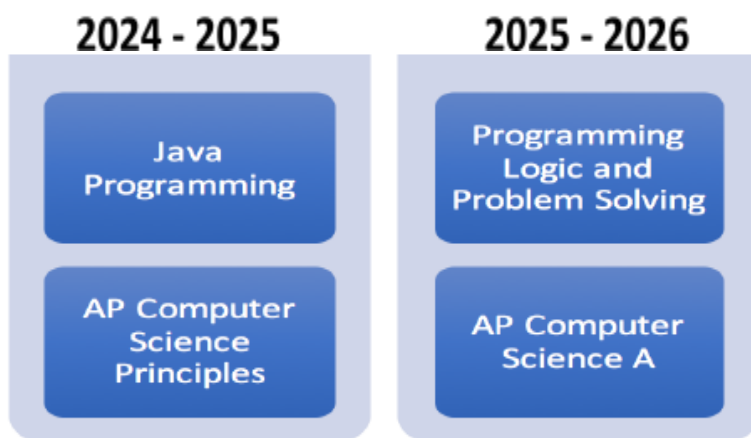 2024 - 2025
Java
Programming
AP Computer
Science
Principles
2025 - 2026
Programming
Logic and
Problem Solving
AP Computer
Science A